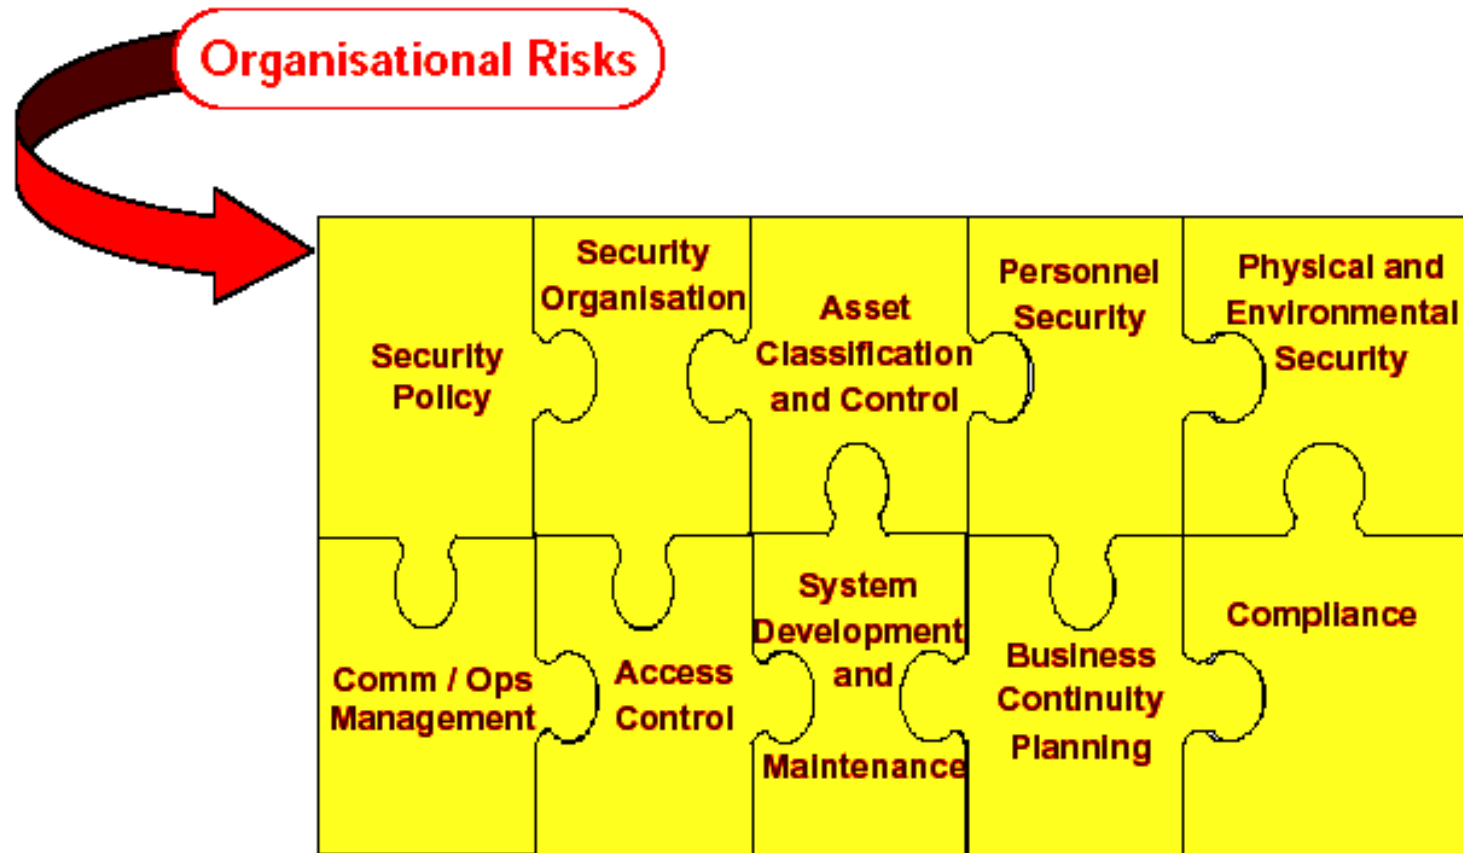 Organisational Risks
Security
Policy
Security
Organisation
Asset
Classification
and Control
Personnel
Security
Physical and
Environmental
Security
Comm / Ops
Management
Access
Control
System
Development
and
Maintenance
Business
Continuity
Planning
Compliance